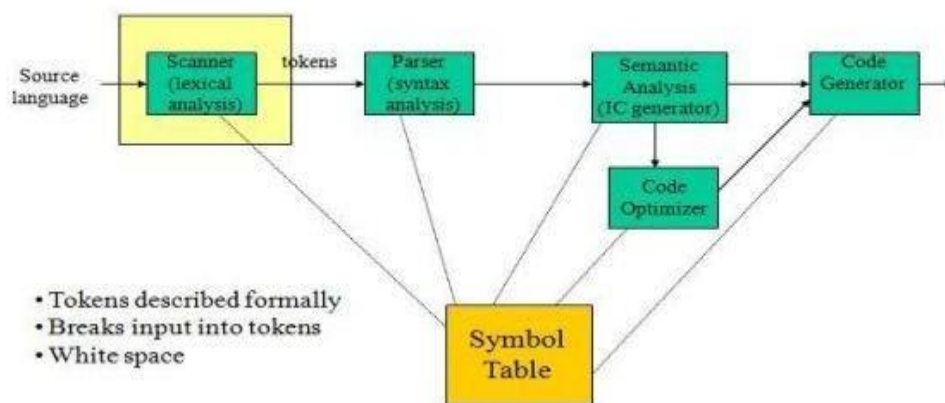 Source
language
Scanner
(lexical
analysis)
tokens
Parser
(syntax
analysis)
Semantic
Analysis
(IC generator)
Code
Generator
Code
Optimizer
• Tokens described formally
• Breaks input into tokens
• White space
Symbol
Table